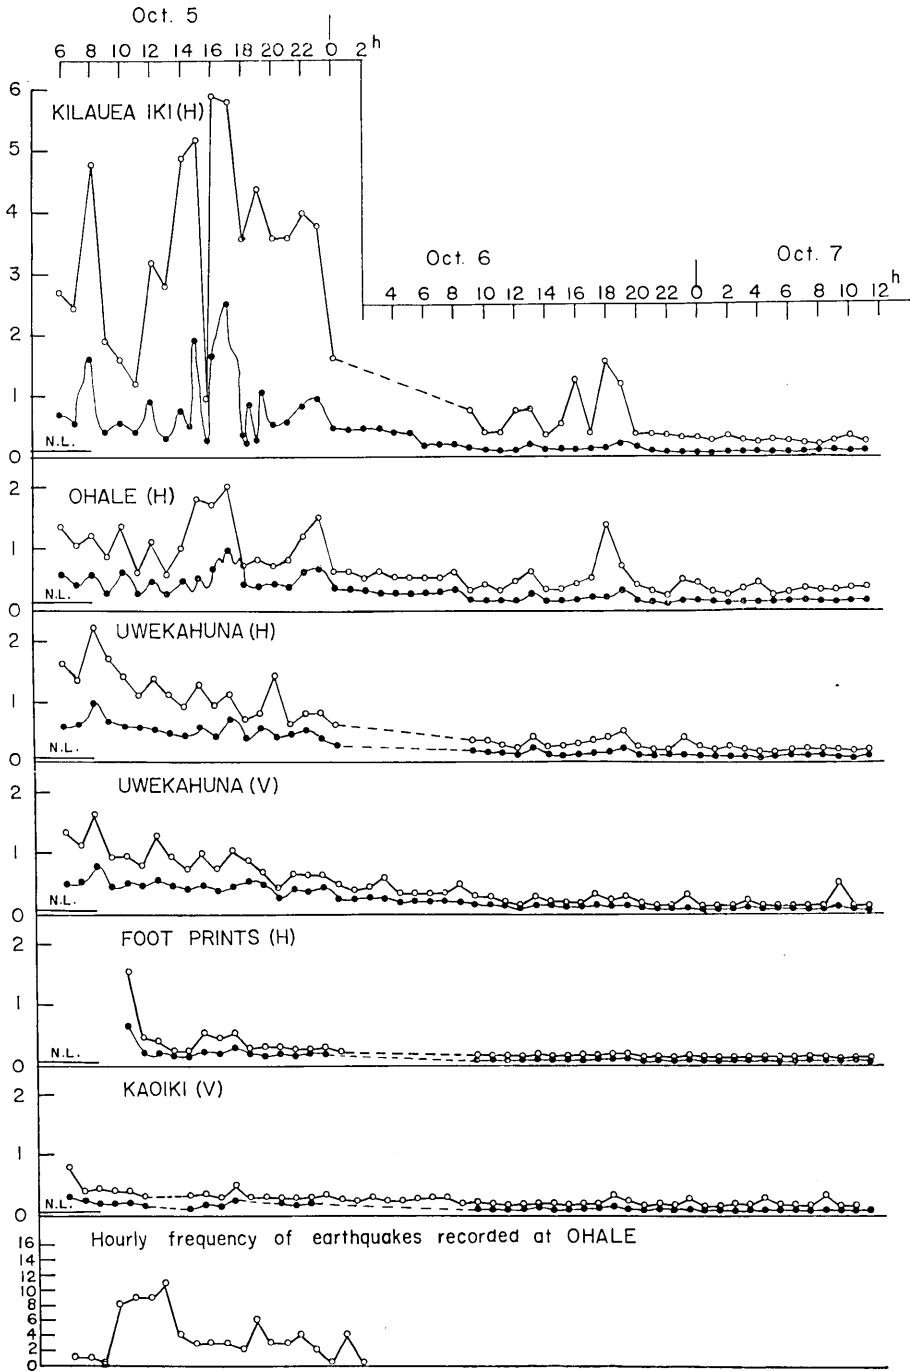 Oct. 5
6 8 10 12 14 16 18 20 22 0 2 h
6
KILAUEA IKI (H)
5
4
3
Oct. 6
Oct. 7
4 6 8 10 12 14 16 18 20 22 0 2 4 6 8 10 12 h
2
1
N.L.
0
2
OHALE (H)
1
N.L.
0
UWEKAHUNA (H)
2
1
N.L.
0
UWEKAHUNA (V)
2
1
N.L.
0
FOOT PRINTS (H)
2
1
N.L.
0
KAOIKI (V)
2
1
N.L.
0
Hourly frequency of earthquakes recorded at OHALE
16
14
12
10
8
6
4
2
0